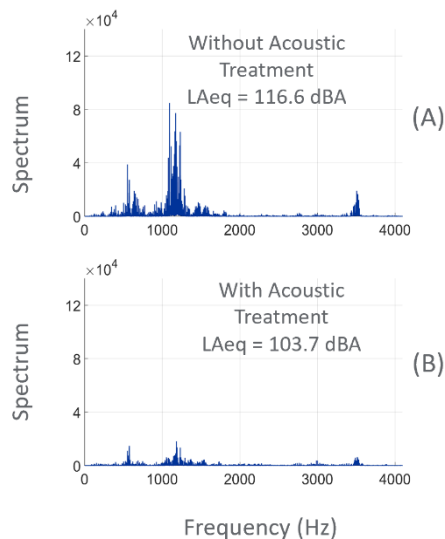 ×10⁴
12
8
4
0
Spectrum
Without Acoustic
Treatment
LAeq = 116.6 dBA
(A)
0 1000 2000 3000 4000
×10⁴
12
8
4
0
Spectrum
With Acoustic
Treatment
LAeq = 103.7 dBA
(B)
0 1000 2000 3000 4000
Frequency (Hz)